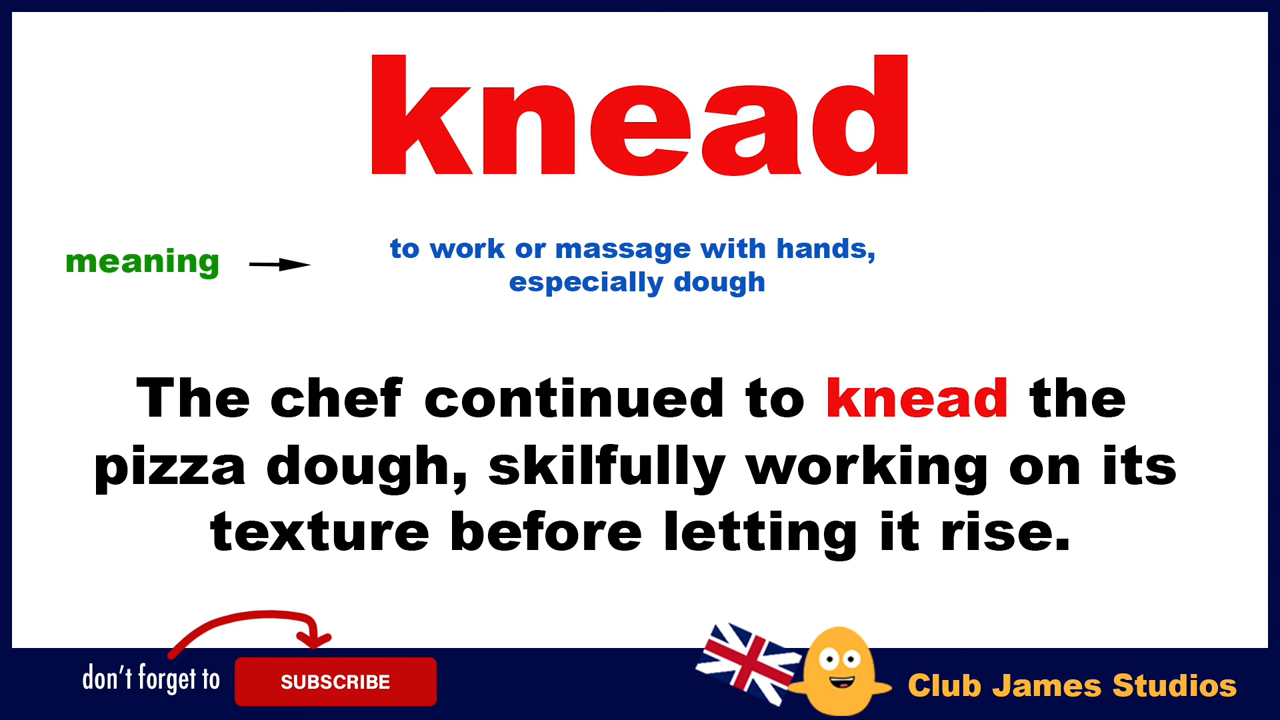 knead
meaning
to work or massage with hands,
especially dough
The chef continued to knead the
pizza dough, skilfully working on its
texture before letting it rise.
don't forget to
SUBSCRIBE
Club James Studios